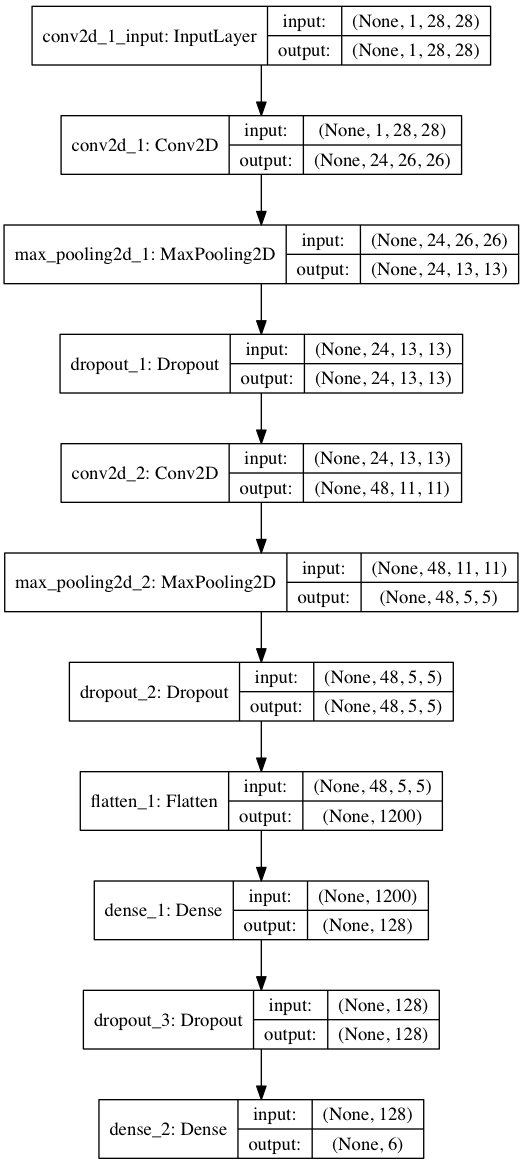 conv2d_1_input: InputLayer
input: (None, 1, 28, 28)
output: (None, 1, 28, 28)
conv2d_1: Conv2D
input: (None, 1, 28, 28)
output: (None, 24, 26, 26)
max_pooling2d_1: MaxPooling2D
input: (None, 24, 26, 26)
output: (None, 24, 13, 13)
dropout_1: Dropout
input: (None, 24, 13, 13)
output: (None, 24, 13, 13)
conv2d_2: Conv2D
input: (None, 24, 13, 13)
output: (None, 48, 11, 11)
max_pooling2d_2: MaxPooling2D
input: (None, 48, 11, 11)
output: (None, 48, 5, 5)
dropout_2: Dropout
input: (None, 48, 5, 5)
output: (None, 48, 5, 5)
flatten_1: Flatten
input: (None, 48, 5, 5)
output: (None, 1200)
dense_1: Dense
input: (None, 1200)
output: (None, 128)
dropout_3: Dropout
input: (None, 128)
output: (None, 128)
dense_2: Dense
input: (None, 128)
output: (None, 6)